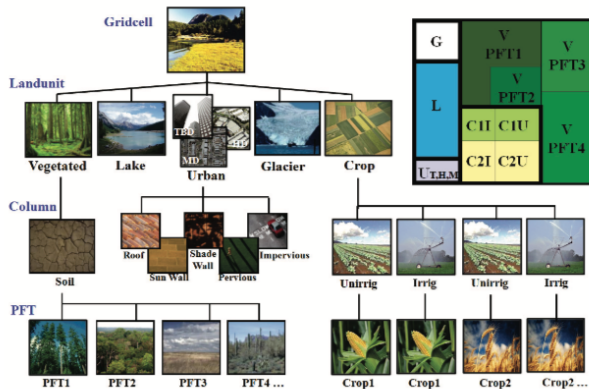 Gridcell
Landunit
TBD
HD
MD
Vegetated
Lake
Urban
Glacier
Crop
Column
Roof
Sun Wall
Shade
Wall
Pervious
Impervious
Soil
Unirrig
Irrig
Unirrig
Irrig
PFT
PFT1
PFT2
PFT3
PFT4 ...
Crop1
Crop1
Crop2
Crop2 ...
G
V
PFT1
V
PFT3
L
V
PFT2
C1I
C1U
V
PFT4
C2I
C2U
UT,H,M